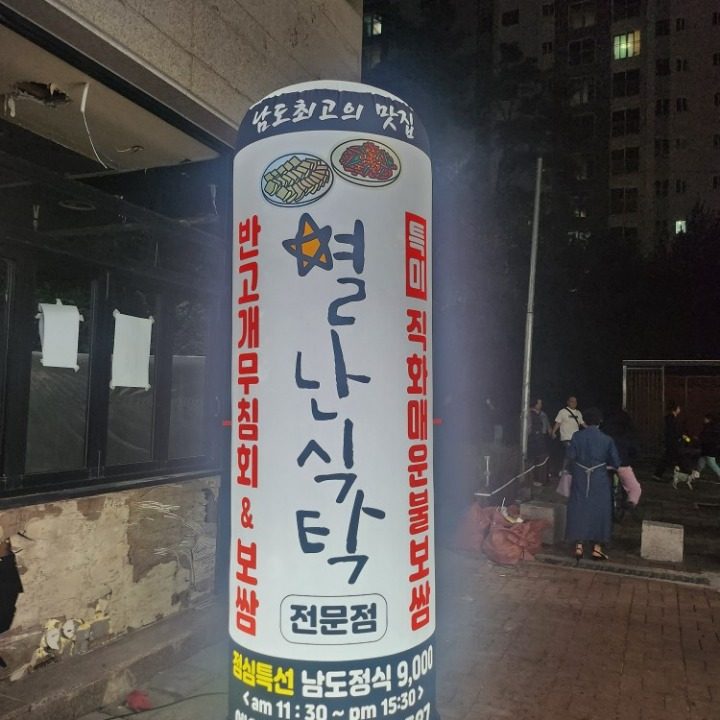 남도최고의 맛집
별난식탁
반고개무침회 & 보쌈
특미 직화매운불보쌈
전문점
점심특선 남도정식 9,000
< am 11 : 30 ~ pm 15:30 >